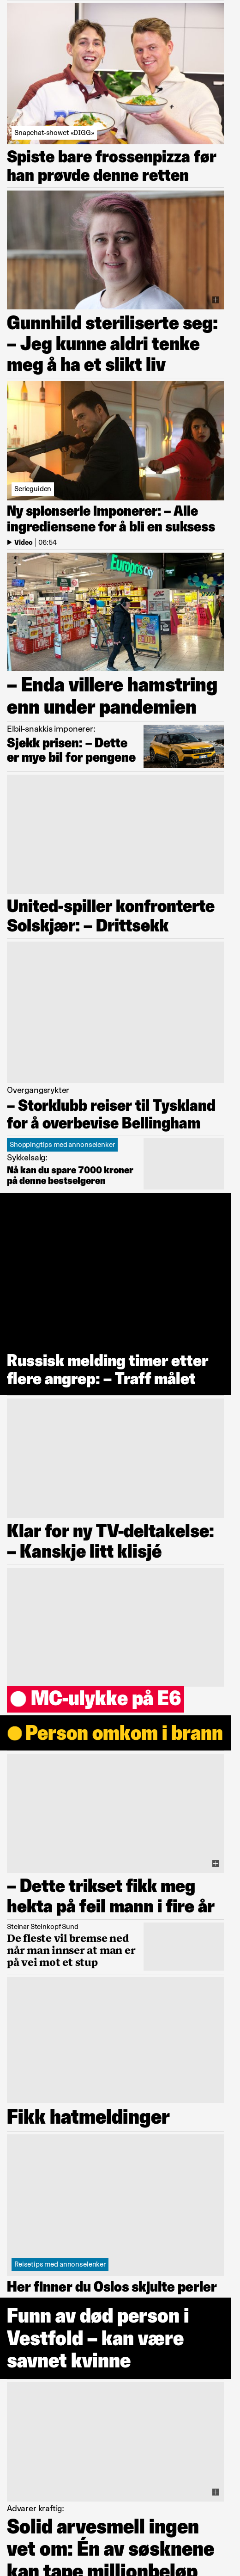 Snapchat-showet «DIGG»
Spiste bare frossenpizza før
han prøvde denne retten
Gunnhild steriliserte seg:
– Jeg kunne aldri tenke
meg å ha et slikt liv
Serieguiden
Ny spionserie imponerer: – Alle
ingrediensene for å bli en suksess
Video | 06:54
Europris City
– Enda villere hamstring
enn under pandemien
Elbil-snakkis imponerer:
Sjekk prisen: – Dette
er mye bil for pengene
United-spiller konfronterte
Solskjær: – Drittsekk
Overgangsrykter
– Storklubb reiser til Tyskland
for å overbevise Bellingham
Shoppingtips med annonselenker
Sykkelsalg:
Nå kan du spare 7000 kroner
på denne bestselgeren
Russisk melding timer etter
flere angrep: – Traff målet
Klar for ny TV-deltakelse:
– Kanskje litt klisjé
MC-ulykke på E6
Person omkom i brann
– Dette trikset fikk meg
hekta på feil mann i fire år
Steinar Steinkopf Sund
De fleste vil bremse ned
når man innser at man er
på vei mot et stup
Fikk hatmeldinger
Reisetips med annonselenker
Her finner du Oslos skjulte perler
Funn av død person i
Vestfold – kan være
savnet kvinne
Advarer kraftig:
Solid arvesmell ingen
vet om: Én av søsknene
kan tape millionbeløp